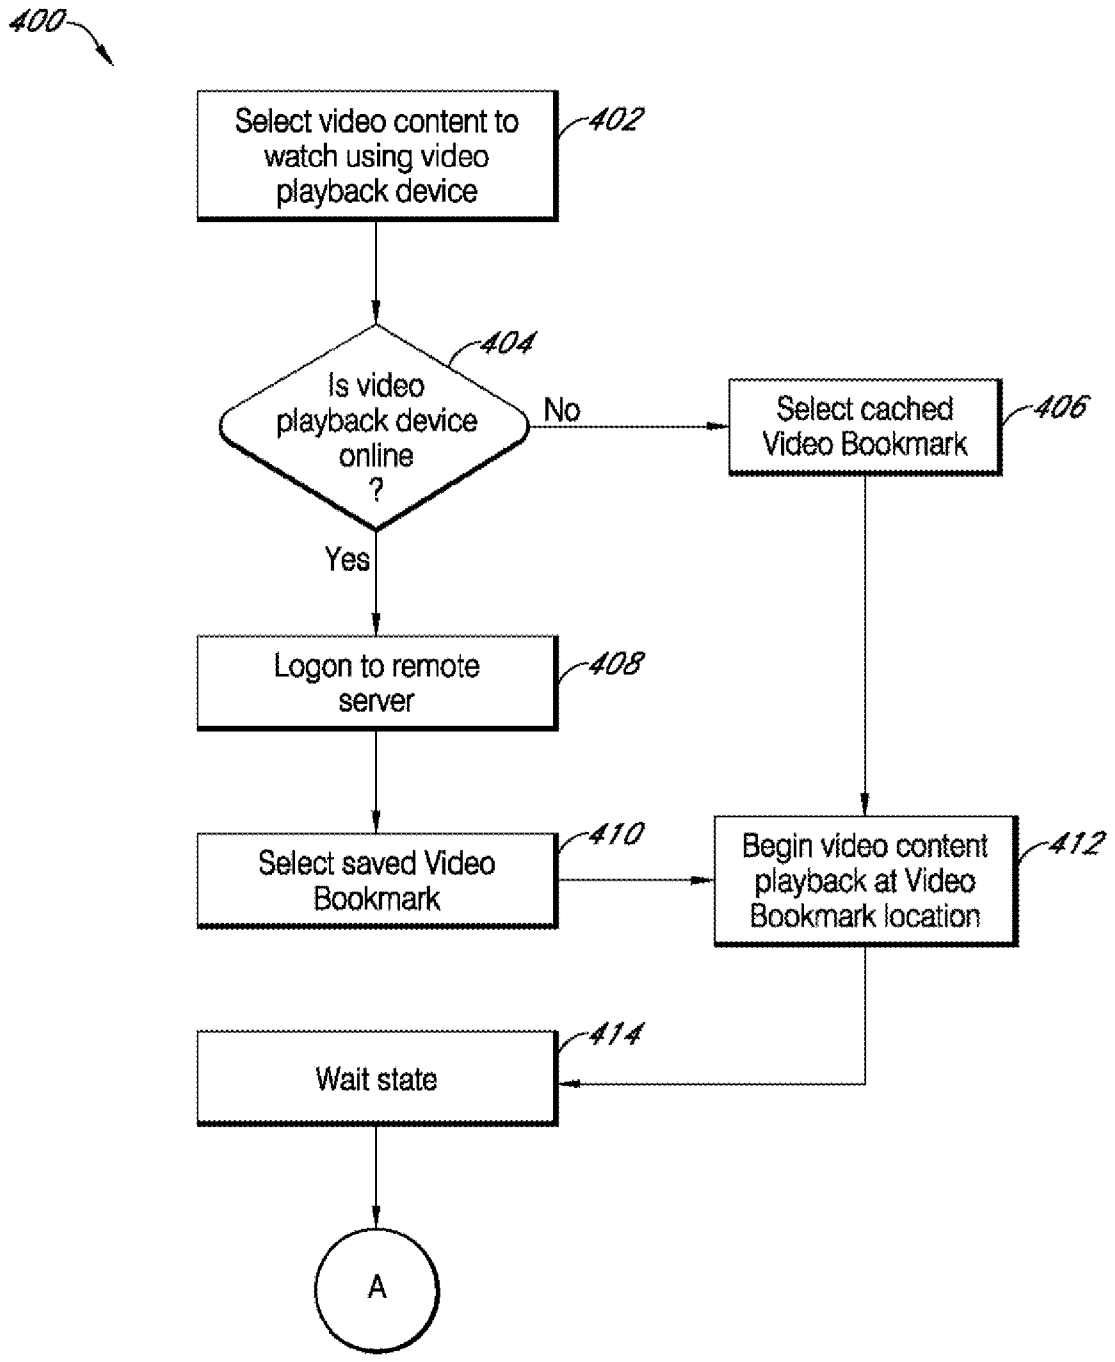 400
Select video content to
watch using video
playback device
402
404
Is video
playback device
online
?
No
Select cached
Video Bookmark
406
Yes
Logon to remote
server
408
Select saved Video
Bookmark
410
Begin video content
playback at Video
Bookmark location
412
Wait state
414
A